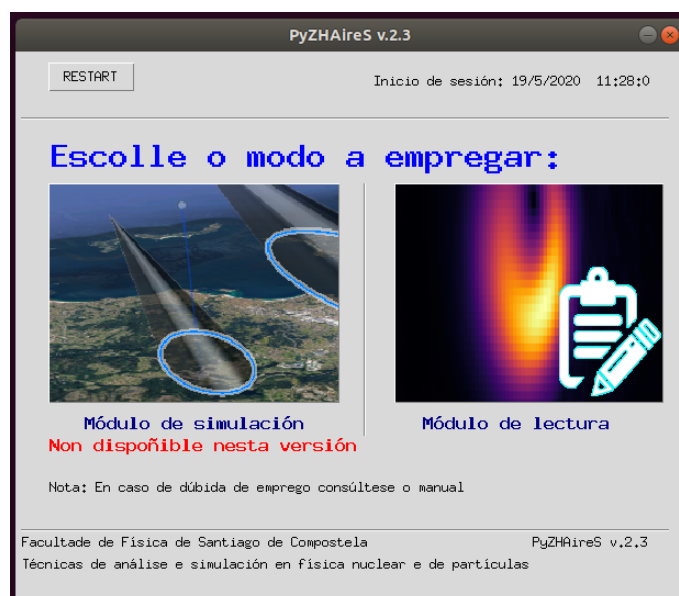 PyZHAireS v.2.3
RESTART
Inicio de sesión: 19/5/2020 11:28:0
Escolle o modo a empregar:
Módulo de simulación
Non dispoñible nesta versión
Módulo de lectura
Nota: En caso de dúbida de emprego consúltese o manual
Facultade de Física de Santiago de Compostela
PyZHAireS v.2.3
Técnicas de análise e simulación en física nuclear e de partículas